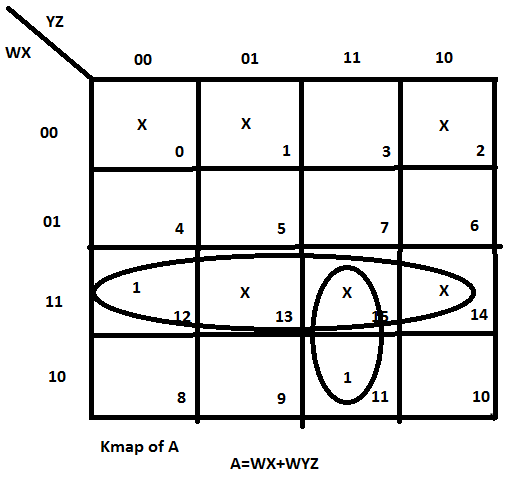 YZ
WX
00 01 11 10
00 X 0 X 1 3 X 2
01 4 5 7 6
11 1 12 X 13 X 15 X 14
10 8 9 1 11 10
Kmap of A
A=WX+WYZ